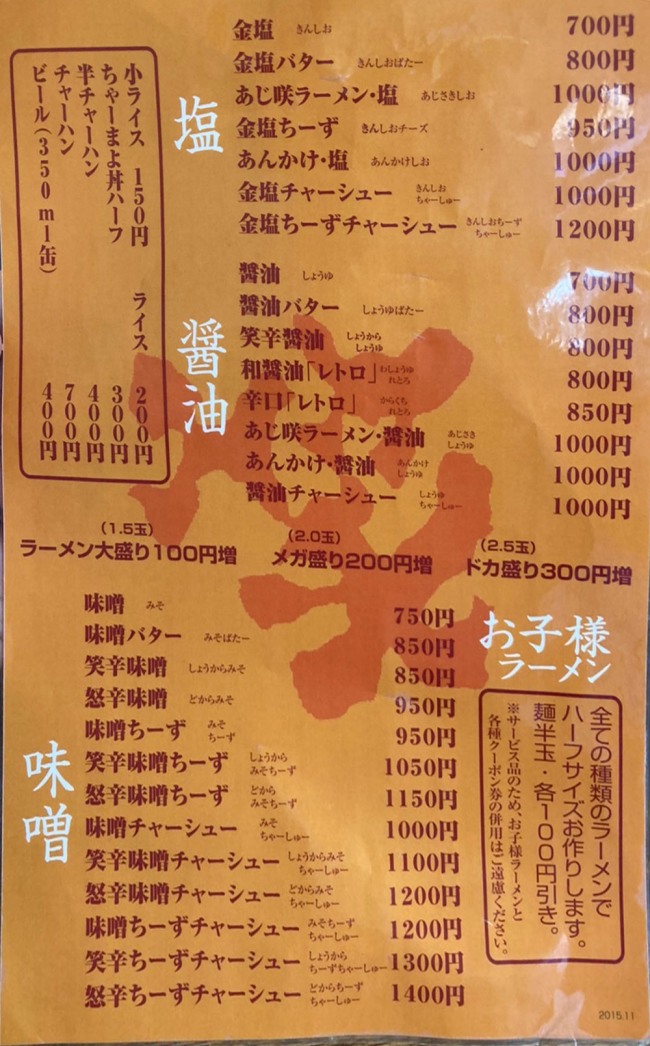 塩
金塩 きんしお 700円
金塩バター きんしおばたー 800円
あじ咲ラーメン・塩 あじさきしお 1000円
金塩ちーず きんしおチーズ 950円
あんかけ・塩 あんかけしお 1000円
金塩チャーシュー きんしお ちゃーしゅー 1000円
金塩ちーずチャーシュー きんしおちーず ちゃーしゅー 1200円
小ライス 150円 ライス 200円
ちゃーまよ丼ハーフ 300円
半チャーハン 400円
チャーハン 700円
ビール(350ml缶) 400円
醤油
醤油 しょうゆ 700円
醤油バター しょうゆばたー 800円
笑辛醤油 しょうから しょうゆ 800円
和醤油「レトロ」 わしょうゆ れとろ 800円
辛口「レトロ」 からくち れとろ 850円
あじ咲ラーメン・醤油 あじさき しょうゆ 1000円
あんかけ・醤油 あんかけ しょうゆ 1000円
醤油チャーシュー しょうゆ ちゃーしゅー 1000円
(1.5玉) (2.0玉) (2.5玉)
ラーメン大盛り100円増 メガ盛り200円増 ドカ盛り300円増
味噌
味噌 みそ 750円
味噌バター みそばたー 850円
笑辛味噌 しょうからみそ 850円
怒辛味噌 どからみそ 950円
味噌ちーず みそ ちーず 950円
笑辛味噌ちーず しょうから みそちーず 1050円
怒辛味噌ちーず どから みそちーず 1150円
味噌チャーシュー みそ ちゃーしゅー 1000円
笑辛味噌チャーシュー しょうからみそ ちゃーしゅー 1100円
怒辛味噌チャーシュー どからみそ ちゃーしゅー 1200円
味噌ちーずチャーシュー みそちーず ちゃーしゅー 1200円
笑辛ちーずチャーシュー しょうから ちーずちゃーしゅー 1300円
怒辛ちーずチャーシュー どからちーず ちゃーしゅー 1400円
お子様
ラーメン
全ての種類のラーメンで
ハーフサイズお作りします。
麺半玉・各100円引き。
※サービス品のため、お子様ラーメンと
各種クーポン券の併用はご遠慮ください。
2015.11